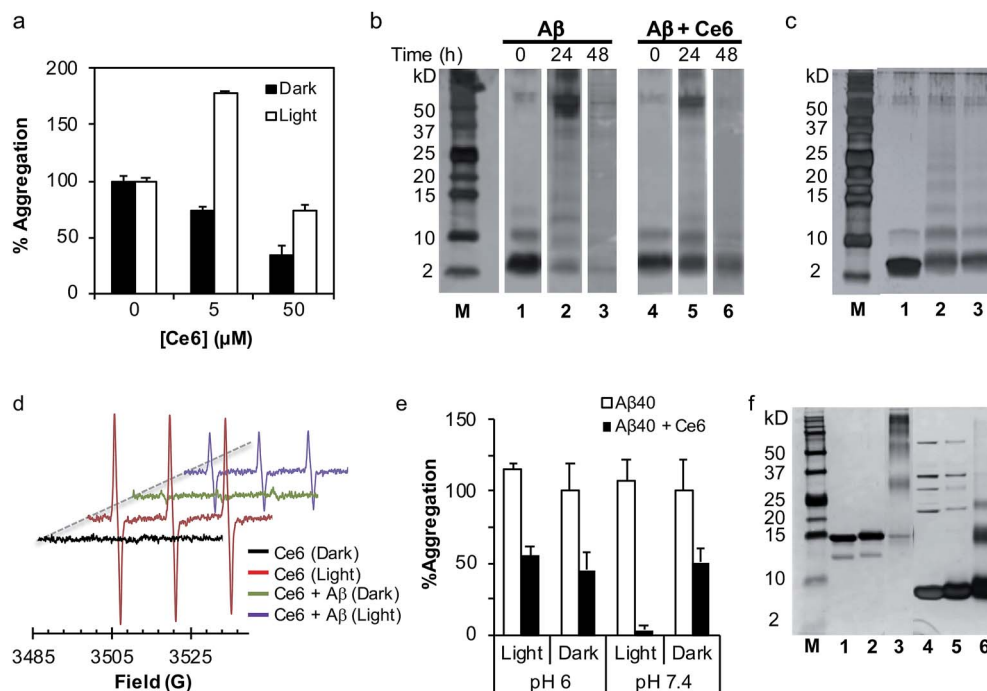 a
% Aggregation
200
150
100
50
0
Dark
Light
0 5 50
[Ce6] (μM)
b
Aβ Aβ + Ce6
Time (h) 0 24 48 0 24 48
kD
50
37
25
20
15
10
2
M 1 2 3 4 5 6
c
kD
50
37
25
20
15
10
2
M 1 2 3
d
Ce6 (Dark)
Ce6 (Light)
Ce6 + Aβ (Dark)
Ce6 + Aβ (Light)
3485 3505 3525
Field (G)
e
Aβ40
Aβ40 + Ce6
%Aggregation
150
100
50
0
Light Dark Light Dark
pH 6 pH 7.4
f
kD
50
37
25
20
15
10
2
M 1 2 3 4 5 6